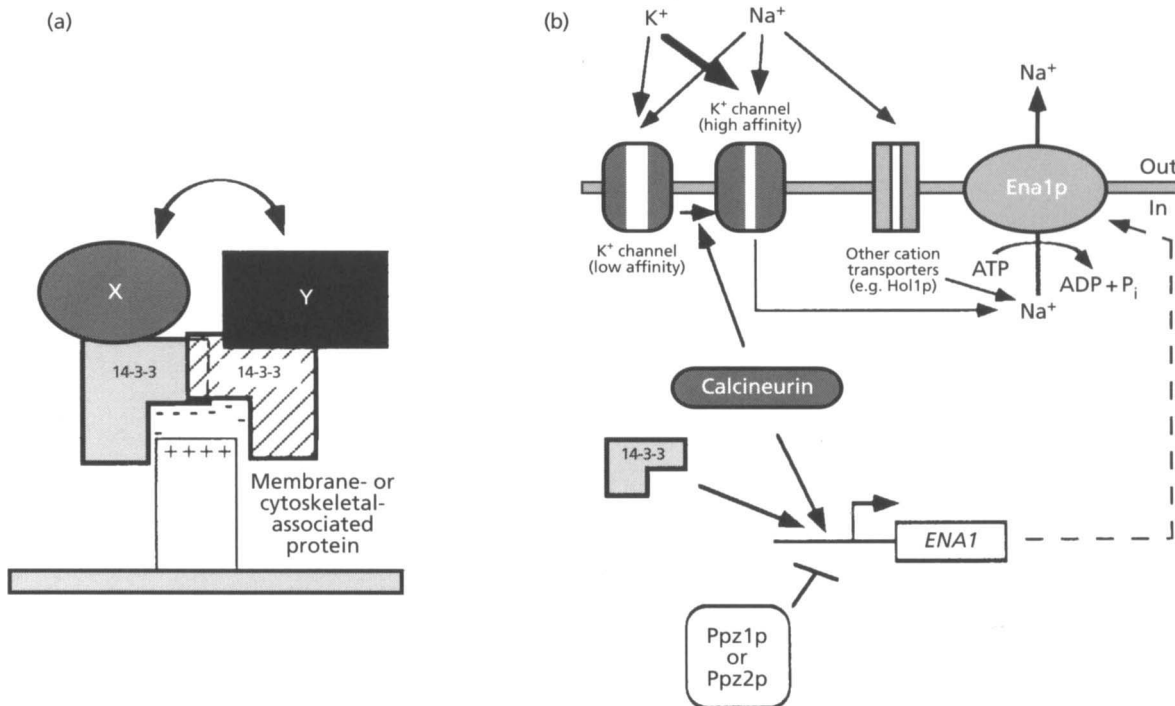 (a)
X
Y
14-3-3
14-3-3
- - - -
- -
+ + + +
Membrane- or
cytoskeletal-
associated
protein
(b)
K⁺
Na⁺
K⁺ channel
(high affinity)
Na⁺
Ena1p
Out
In
K⁺ channel
(low affinity)
Other cation
transporters
(e.g. Hol1p)
ATP
ADP + Pᵢ
Na⁺
Calcineurin
14-3-3
ENA1
Ppz1p
or
Ppz2p